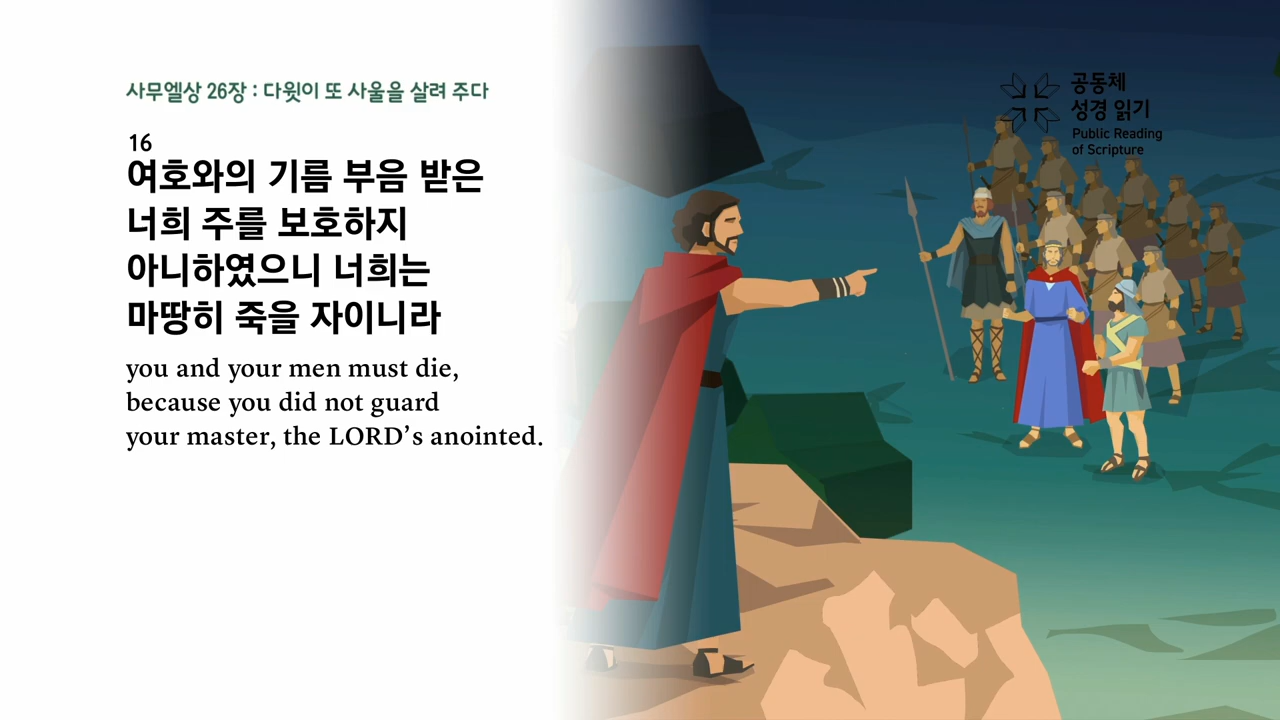 사무엘상 26장 : 다윗이 또 사울을 살려 주다
16
여호와의 기름 부음 받은
너희 주를 보호하지
아니하였으니 너희는
마땅히 죽을 자이니라
you and your men must die,
because you did not guard
your master, the LORD’s anointed.
공동체
성경 읽기
Public Reading
of Scripture